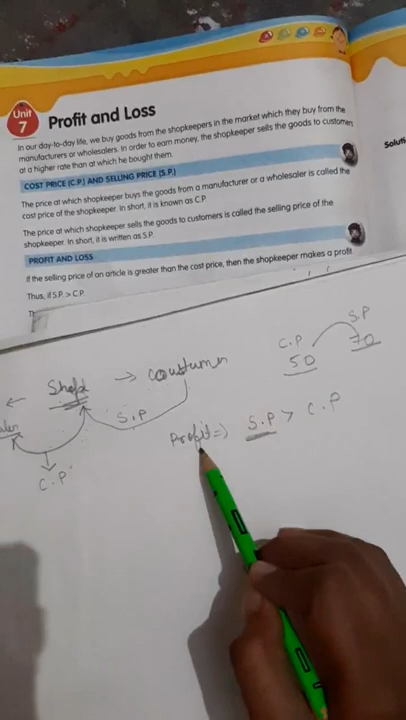 Unit
7
Profit and Loss
In our day-to-day life, we buy goods from the shopkeepers in the market which they buy from the
manufacturers or wholesalers. In order to earn money, the shopkeeper sells the goods to customers
at a higher rate than at which he bought them.
Soluti
COST PRICE (C.P.) AND SELLING PRICE (S.P.)
The price at which shopkeeper buys the goods from a manufacturer or a wholesaler is called the
cost price of the shopkeeper. In short, it is known as C.P.
The price at which shopkeeper sells the goods to customers is called the selling price of the
shopkeeper. In short, it is written as S.P.
PROFIT AND LOSS
If the selling price of an article is greater than the cost price, then the shopkeeper makes a profit.
Thus, if S.P. > C.P.
C.P S.P
50 70
← → 
S.P
Profit => S.P > C.P
C.P